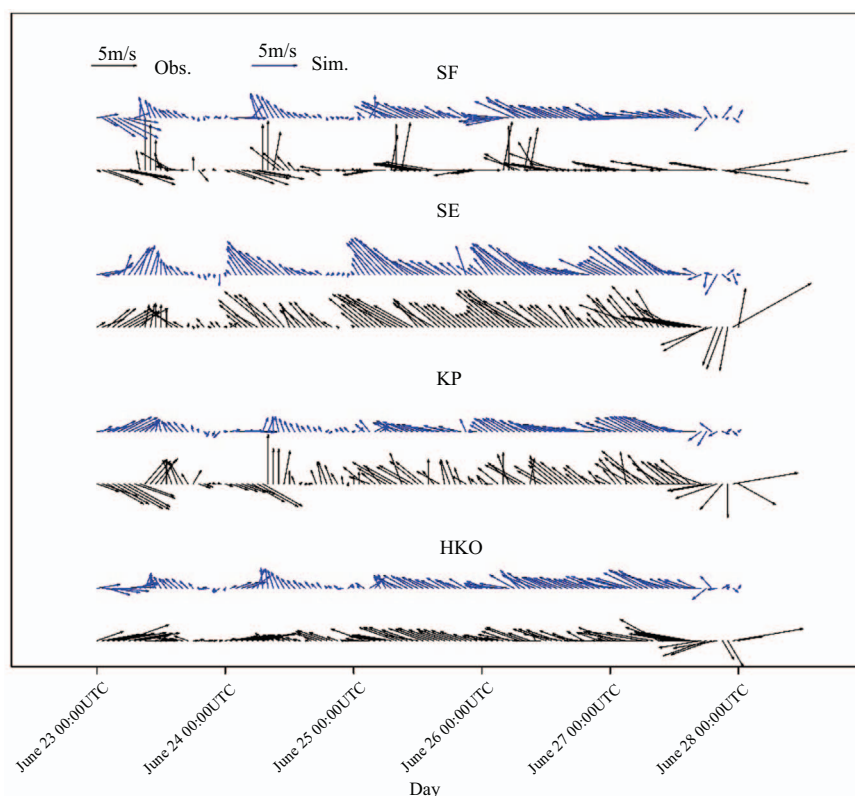 5m/s Obs. 5m/s Sim.
SF
SE
KP
HKO
June 23 00:00UTC
June 24 00:00UTC
June 25 00:00UTC
June 26 00:00UTC
June 27 00:00UTC
June 28 00:00UTC
Day